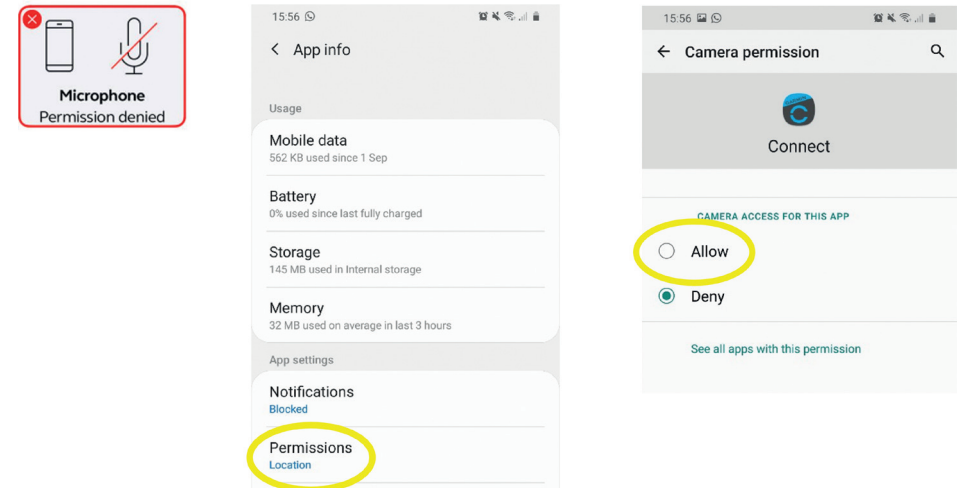 Microphone
Permission denied
15:56
App info
Usage
Mobile data
562 KB used since 1 Sep
Battery
0% used since last fully charged
Storage
145 MB used in Internal storage
Memory
32 MB used on average in last 3 hours
App settings
Notifications
Blocked
Permissions
Location
15:56
Camera permission
Connect
CAMERA ACCESS FOR THIS APP
Allow
Deny
See all apps with this permission